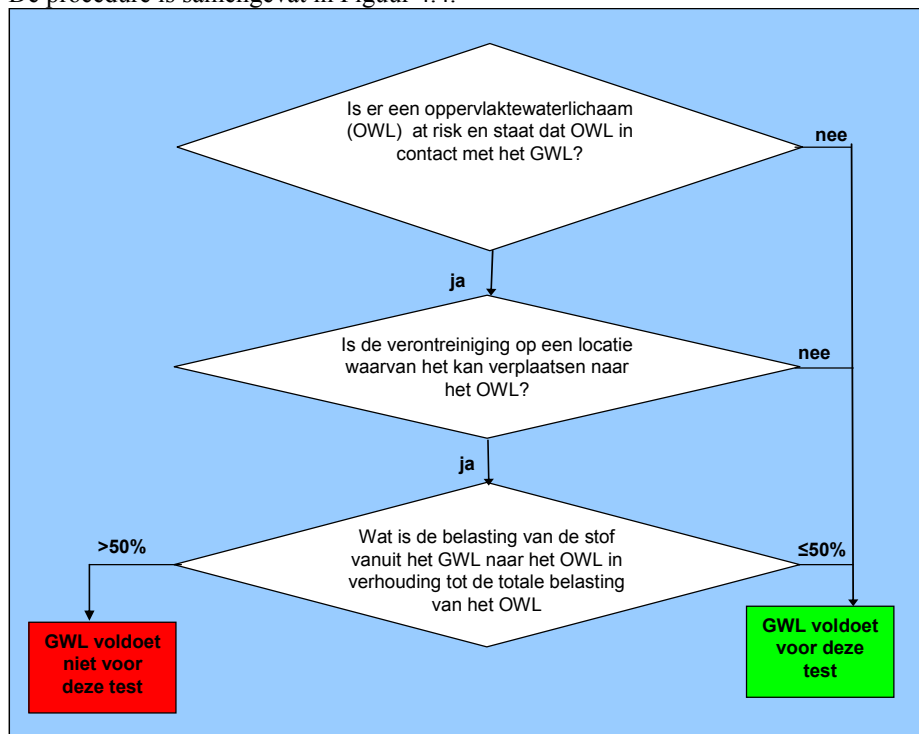 De procedure is samengevat in Figuur 4.4.
Is er een oppervlaktewaterlichaam
(OWL) at risk en staat dat OWL in
contact met het GWL?
nee
ja
Is de verontreiniging op een locatie
waarvan het kan verplaatsen naar
het OWL?
nee
ja
Wat is de belasting van de stof
vanuit het GWL naar het OWL in
verhouding tot de totale belasting
van het OWL
>50%
≤50%
GWL voldoet
niet voor
deze test
GWL voldoet
voor deze
test